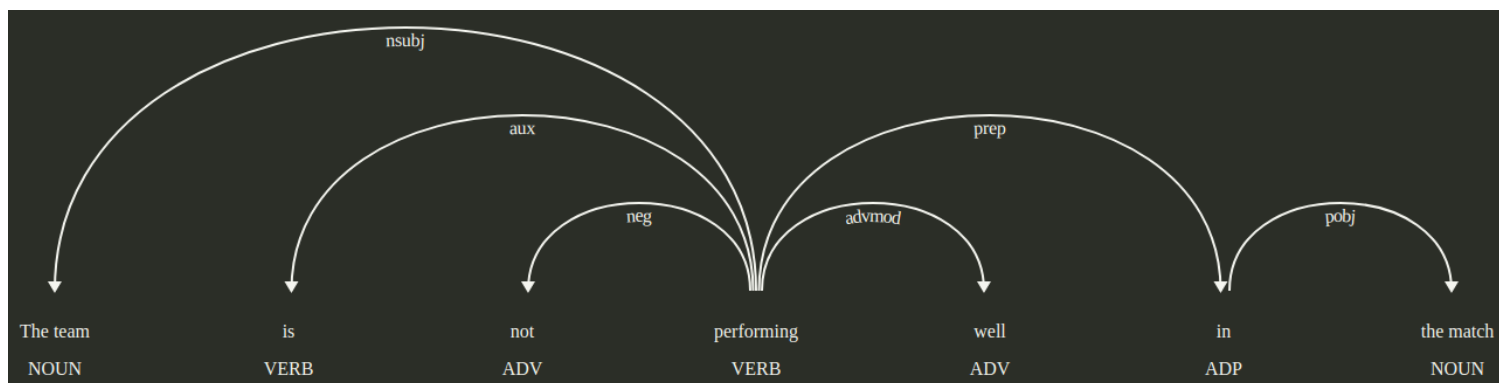 nsubj
aux prep
neg advmod pobj
The team is not performing well in the match
NOUN VERB ADV VERB ADV ADP NOUN